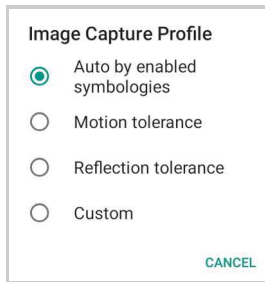 Image Capture Profile
Auto by enabled
symbologies
Motion tolerance
Reflection tolerance
Custom
CANCEL